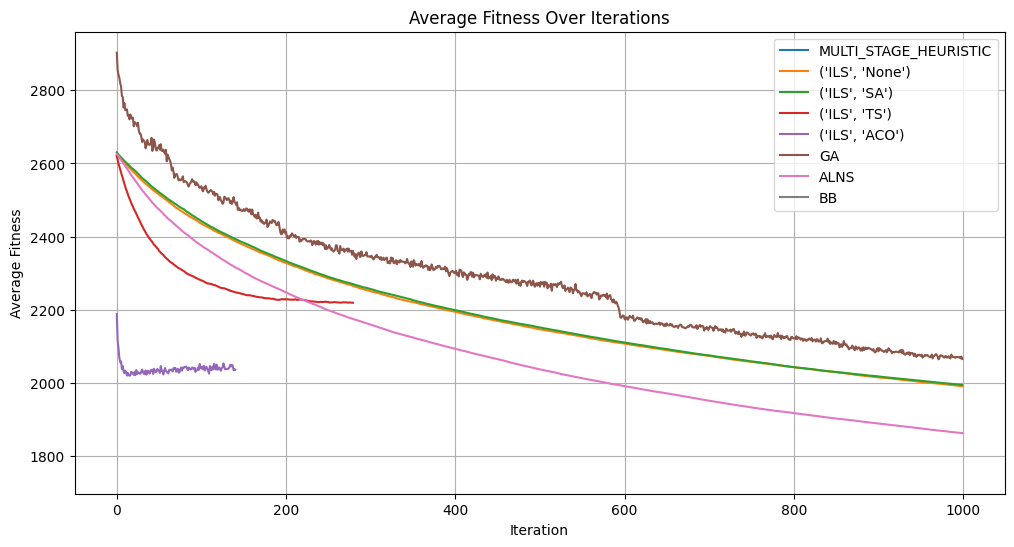 Average Fitness Over Iterations
Average Fitness
2800
2600
2400
2200
2000
1800
0
200
400
600
800
1000
Iteration
MULTI_STAGE_HEURISTIC
('ILS', 'None')
('ILS', 'SA')
('ILS', 'TS')
('ILS', 'ACO')
GA
ALNS
BB